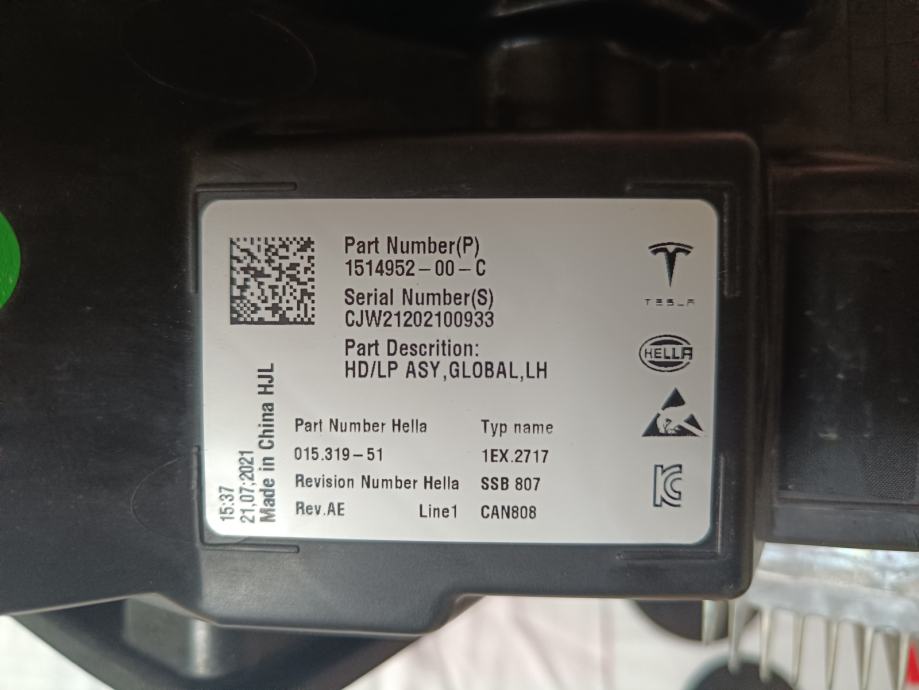 Part Number(P)
1514952-00-C
Serial Number(S)
CJW21202100933
Part Descrition:
HD/LP ASY,GLOBAL,LH
TESLA
HELLA
Part Number Hella
Typ name
015.319-51
1EX.2717
Revision Number Hella
SSB 807
Rev.AE
Line1
CAN808
15:37
21,07,2021
Made in China HJL